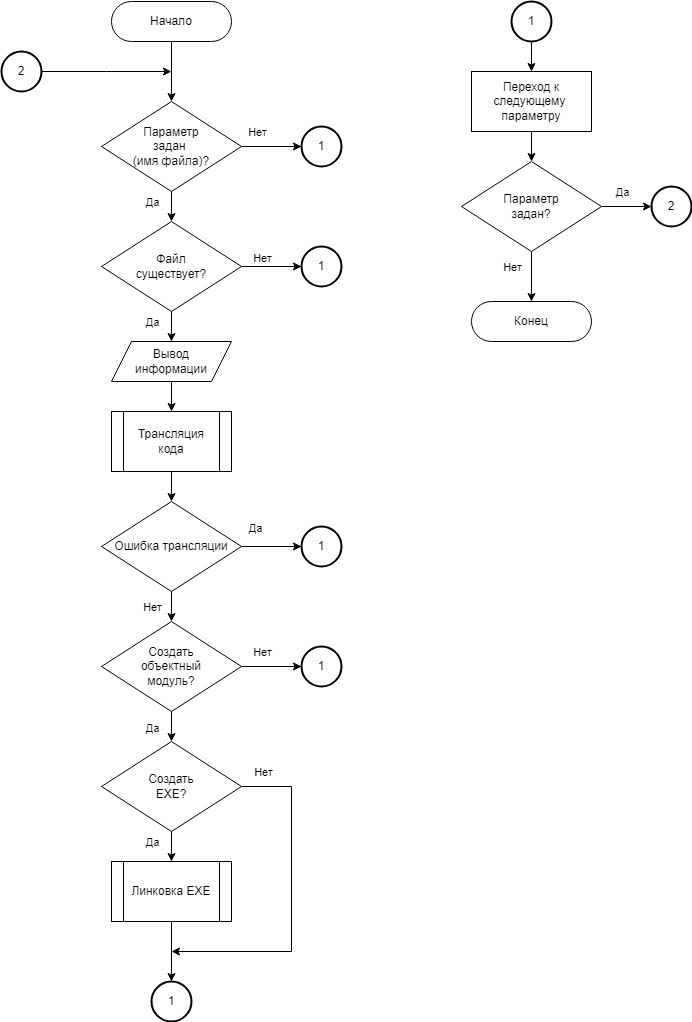 Начало
2
Параметр
задан
(имя файла)?
Нет
1
Да
Файл
существует?
Нет
1
Да
Вывод
информации
Трансляция
кода
Ошибка трансляции
Да
1
Нет
Создать
объектный
модуль?
Нет
1
Да
Создать
EXE?
Нет
Да
Линковка EXE
1
1
Переход к
следующему
параметру
Параметр
задан?
Да
2
Нет
Конец